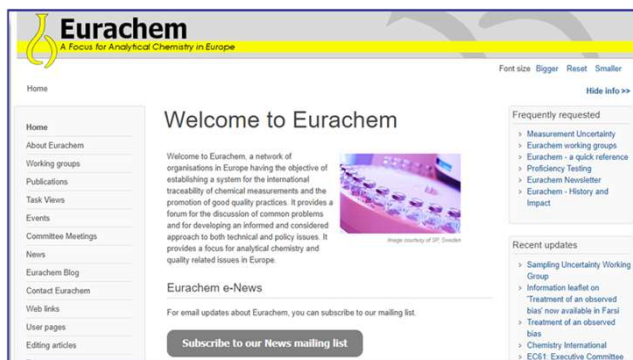 Eurachem
A Focus for Analytical Chemistry in Europe
Font size Bigger Reset Smaller
Home
Hide info >>
Home
About Eurachem
Working groups
Publications
Task Views
Events
Committee Meetings
News
Eurachem Blog
Contact Eurachem
Web links
User pages
Editing articles
Welcome to Eurachem
Welcome to Eurachem, a network of
organisations in Europe having the objective of
establishing a system for the international
traceability of chemical measurements and the
promotion of good quality practices. It provides a
forum for the discussion of common problems
and for developing an informed and considered
approach to both technical and policy issues. It
provides a focus for analytical chemistry and
quality related issues in Europe.
Image courtesy of SP, Sweden
Eurachem e-News
For email updates about Eurachem, you can subscribe to our mailing list.
Subscribe to our News mailing list
Frequently requested
> Measurement Uncertainty
> Eurachem working groups
> Eurachem - a quick reference
> Proficiency Testing
> Eurachem Newsletter
> Eurachem - History and
Impact
Recent updates
> Sampling Uncertainty Working
Group
> Information leaflet on
'Treatment of an observed
bias' now available in Farsi
> Treatment of an observed
bias
> Chemistry International
> EC61: Executive Committee